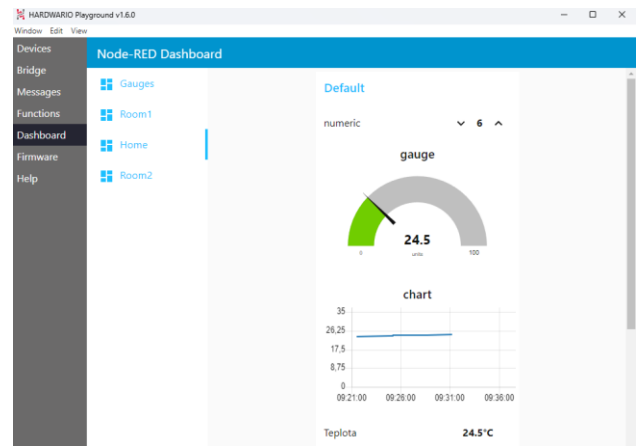 HARDWARIO Playground v1.6.0
Window Edit View
Devices
Bridge
Messages
Functions
Dashboard
Firmware
Help
Node-RED Dashboard
Gauges
Room1
Home
Room2
Default
numeric 6
gauge
24.5
units
0 100
chart
35
26,25
17,5
8,75
0
09:21:00 09:26:00 09:31:00 09:36:00
Teplota 24.5°C